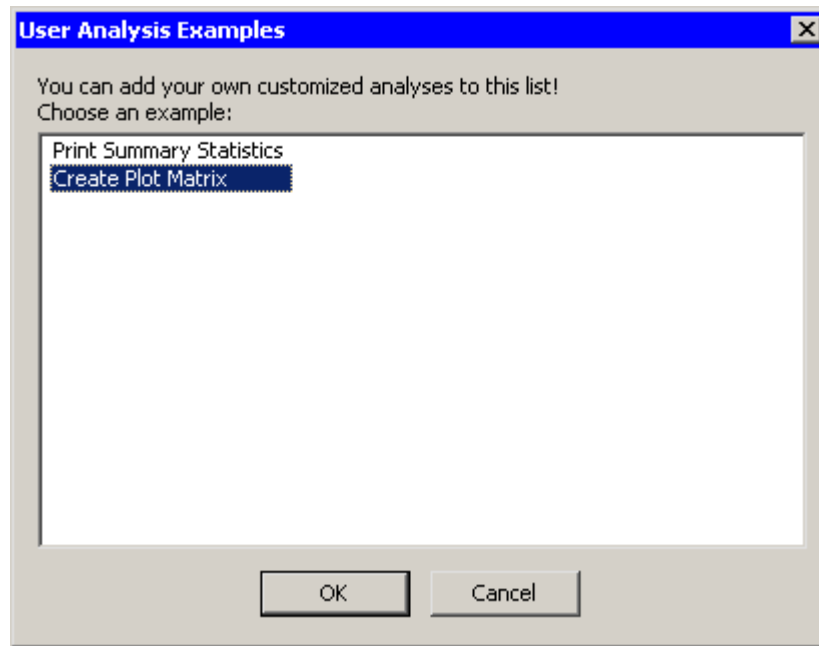 User Analysis Examples
You can add your own customized analyses to this list!
Choose an example:
Print Summary Statistics
Create Plot Matrix
OK
Cancel